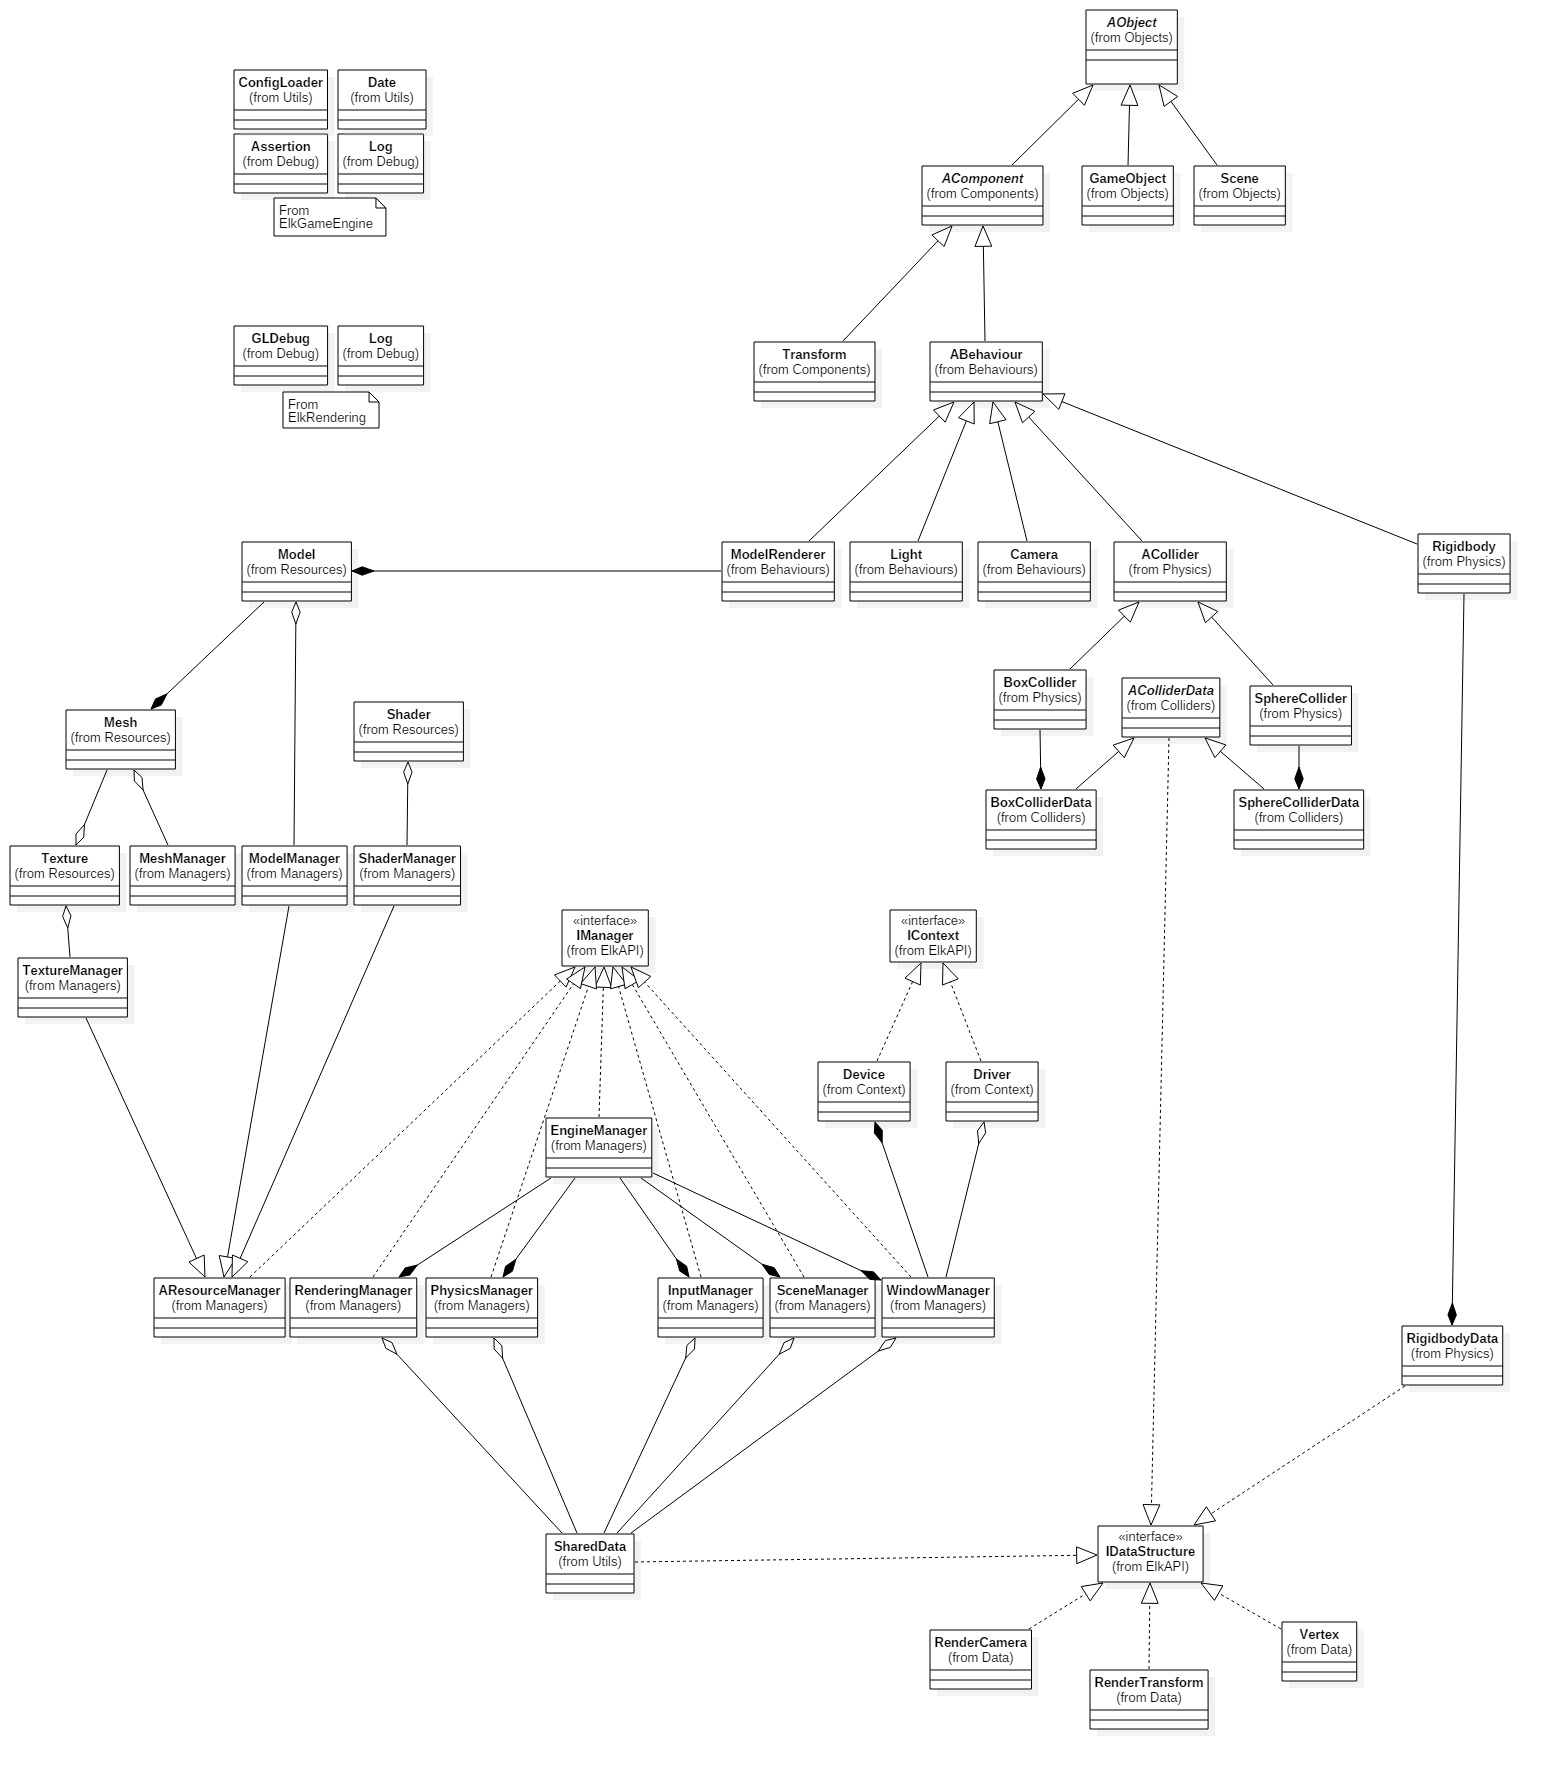 AObject
(from Objects)
ConfigLoader
(from Utils)
Date
(from Utils)
Assertion
(from Debug)
Log
(from Debug)
From
ElkGameEngine
AComponent
(from Components)
GameObject
(from Objects)
Scene
(from Objects)
GLDebug
(from Debug)
Log
(from Debug)
From
ElkRendering
Transform
(from Components)
ABehaviour
(from Behaviours)
Model
(from Resources)
ModelRenderer
(from Behaviours)
Light
(from Behaviours)
Camera
(from Behaviours)
ACollider
(from Physics)
Rigidbody
(from Physics)
BoxCollider
(from Physics)
AColliderData
(from Colliders)
SphereCollider
(from Physics)
Mesh
(from Resources)
Shader
(from Resources)
BoxColliderData
(from Colliders)
SphereColliderData
(from Colliders)
Texture
(from Resources)
MeshManager
(from Managers)
ModelManager
(from Managers)
ShaderManager
(from Managers)
«interface»
IManager
(from ElkAPI)
«interface»
IContext
(from ElkAPI)
TextureManager
(from Managers)
Device
(from Context)
Driver
(from Context)
EngineManager
(from Managers)
AResourceManager
(from Managers)
RenderingManager
(from Managers)
PhysicsManager
(from Managers)
InputManager
(from Managers)
SceneManager
(from Managers)
WindowManager
(from Managers)
RigidbodyData
(from Physics)
SharedData
(from Utils)
«interface»
IDataStructure
(from ElkAPI)
RenderCamera
(from Data)
RenderTransform
(from Data)
Vertex
(from Data)